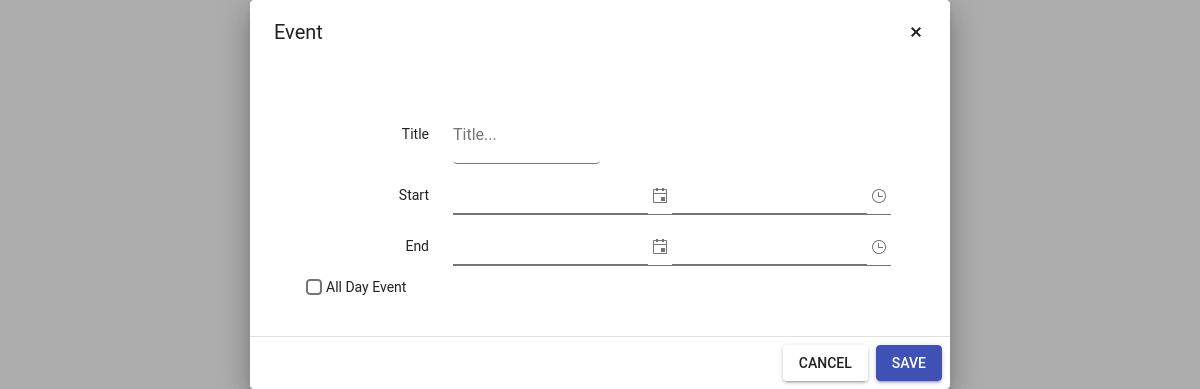 Event
×
Title Title...
Start
End
All Day Event
CANCEL SAVE